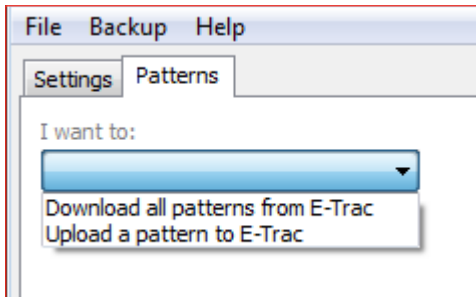 File Backup Help
Settings Patterns
I want to:
Download all patterns from E-Trac
Upload a pattern to E-Trac